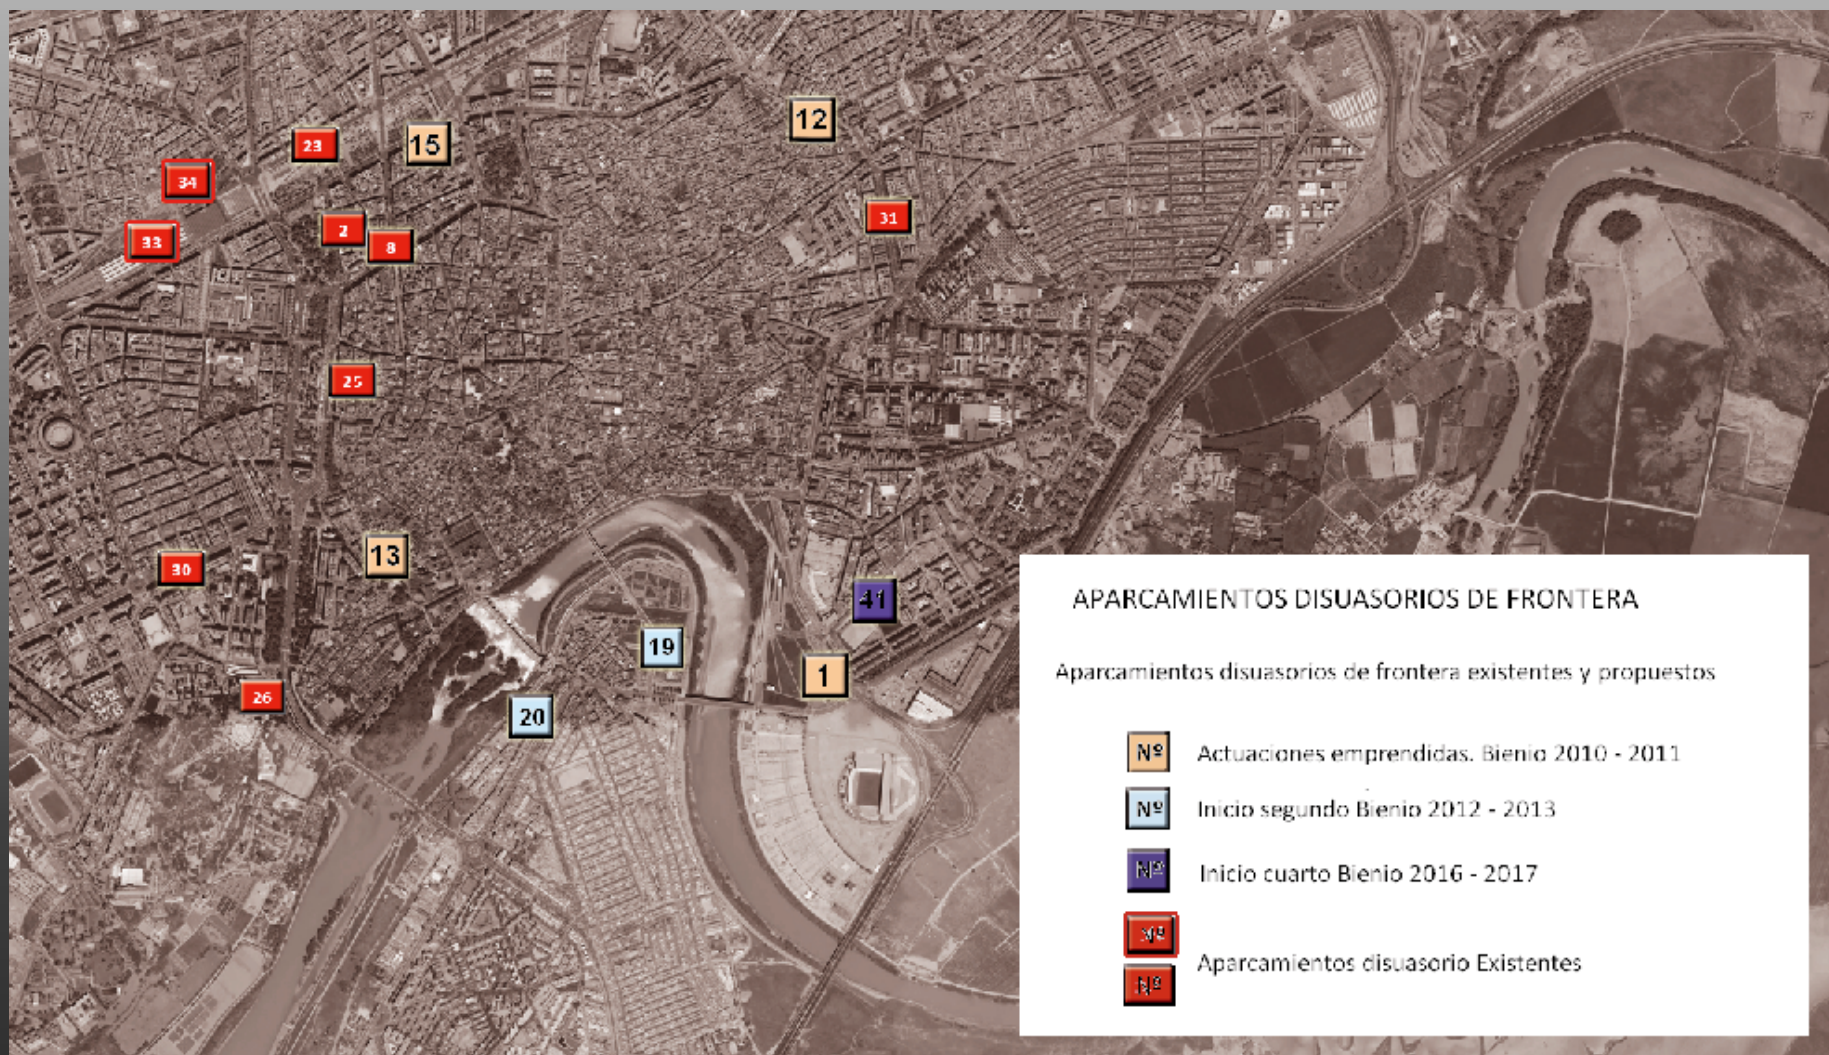 12
15
23
34
31
2
8
33
25
13
30
41
19
1
26
20
APARCAMIENTOS DISUASORIOS DE FRONTERA
Aparcamientos disuasorios de frontera existentes y propuestos
Nº Actuaciones emprendidas. Bienio 2010 - 2011
Nº Inicio segundo Bienio 2012 - 2013
Nº Inicio cuarto Bienio 2016 - 2017
Nº
Aparcamientos disuasorio Existentes
Nº